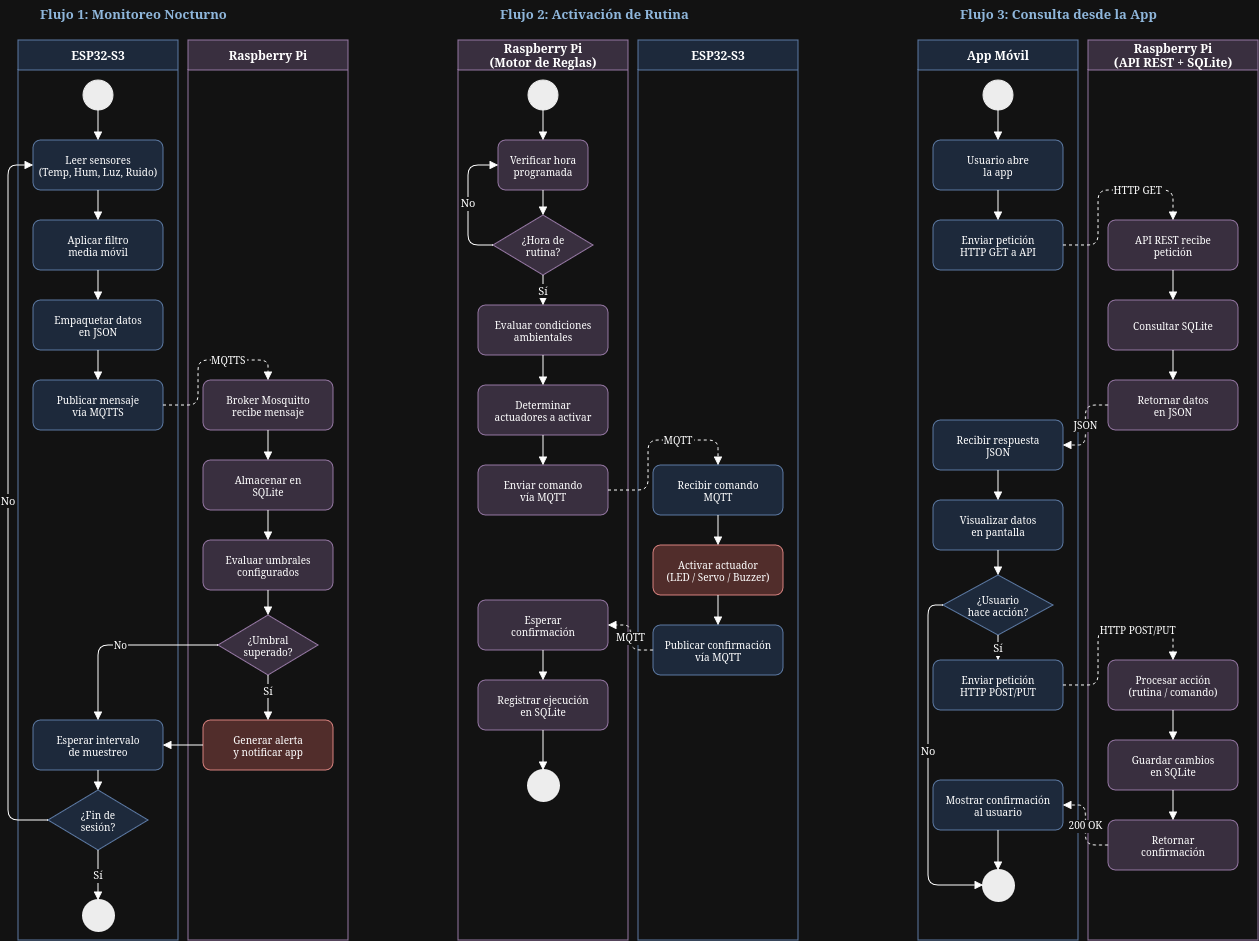 Flujo 1: Monitoreo Nocturno
ESP32-S3
Raspberry Pi
Leer sensores
(Temp, Hum, Luz, Ruido)
Aplicar filtro
media móvil
Empaquetar datos
en JSON
Publicar mensaje
vía MQTTS
MQTTS
Broker Mosquitto
recibe mensaje
Almacenar en
SQLite
Evaluar umbrales
configurados
¿Umbral
superado?
No
Sí
Generar alerta
y notificar app
Esperar intervalo
de muestreo
¿Fin de
sesión?
No
Sí
Flujo 2: Activación de Rutina
Raspberry Pi
(Motor de Reglas)
ESP32-S3
Verificar hora
programada
No
¿Hora de
rutina?
Sí
Evaluar condiciones
ambientales
Determinar
actuadores a activar
Enviar comando
vía MQTT
MQTT
Recibir comando
MQTT
Activar actuador
(LED / Servo / Buzzer)
Publicar confirmación
vía MQTT
MQTT
Esperar
confirmación
Registrar ejecución
en SQLite
Flujo 3: Consulta desde la App
App Móvil
Raspberry Pi
(API REST + SQLite)
Usuario abre
la app
Enviar petición
HTTP GET a API
HTTP GET
API REST recibe
petición
Consultar SQLite
Retornar datos
en JSON
JSON
Recibir respuesta
JSON
Visualizar datos
en pantalla
¿Usuario
hace acción?
Sí
No
Enviar petición
HTTP POST/PUT
HTTP POST/PUT
Procesar acción
(rutina / comando)
Guardar cambios
en SQLite
Retornar
confirmación
200 OK
Mostrar confirmación
al usuario